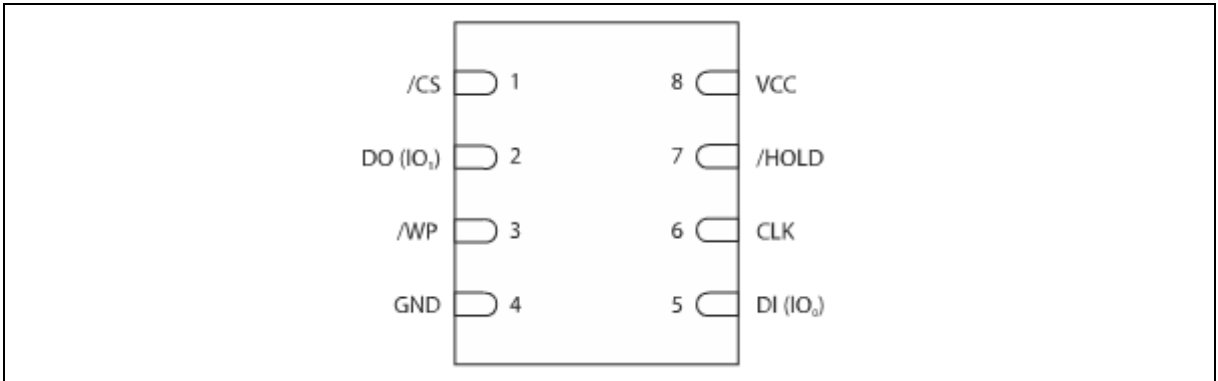 /CS 1 8 VCC
DO (IO₁) 2 7 /HOLD
/WP 3 6 CLK
GND 4 5 DI (IO₀)